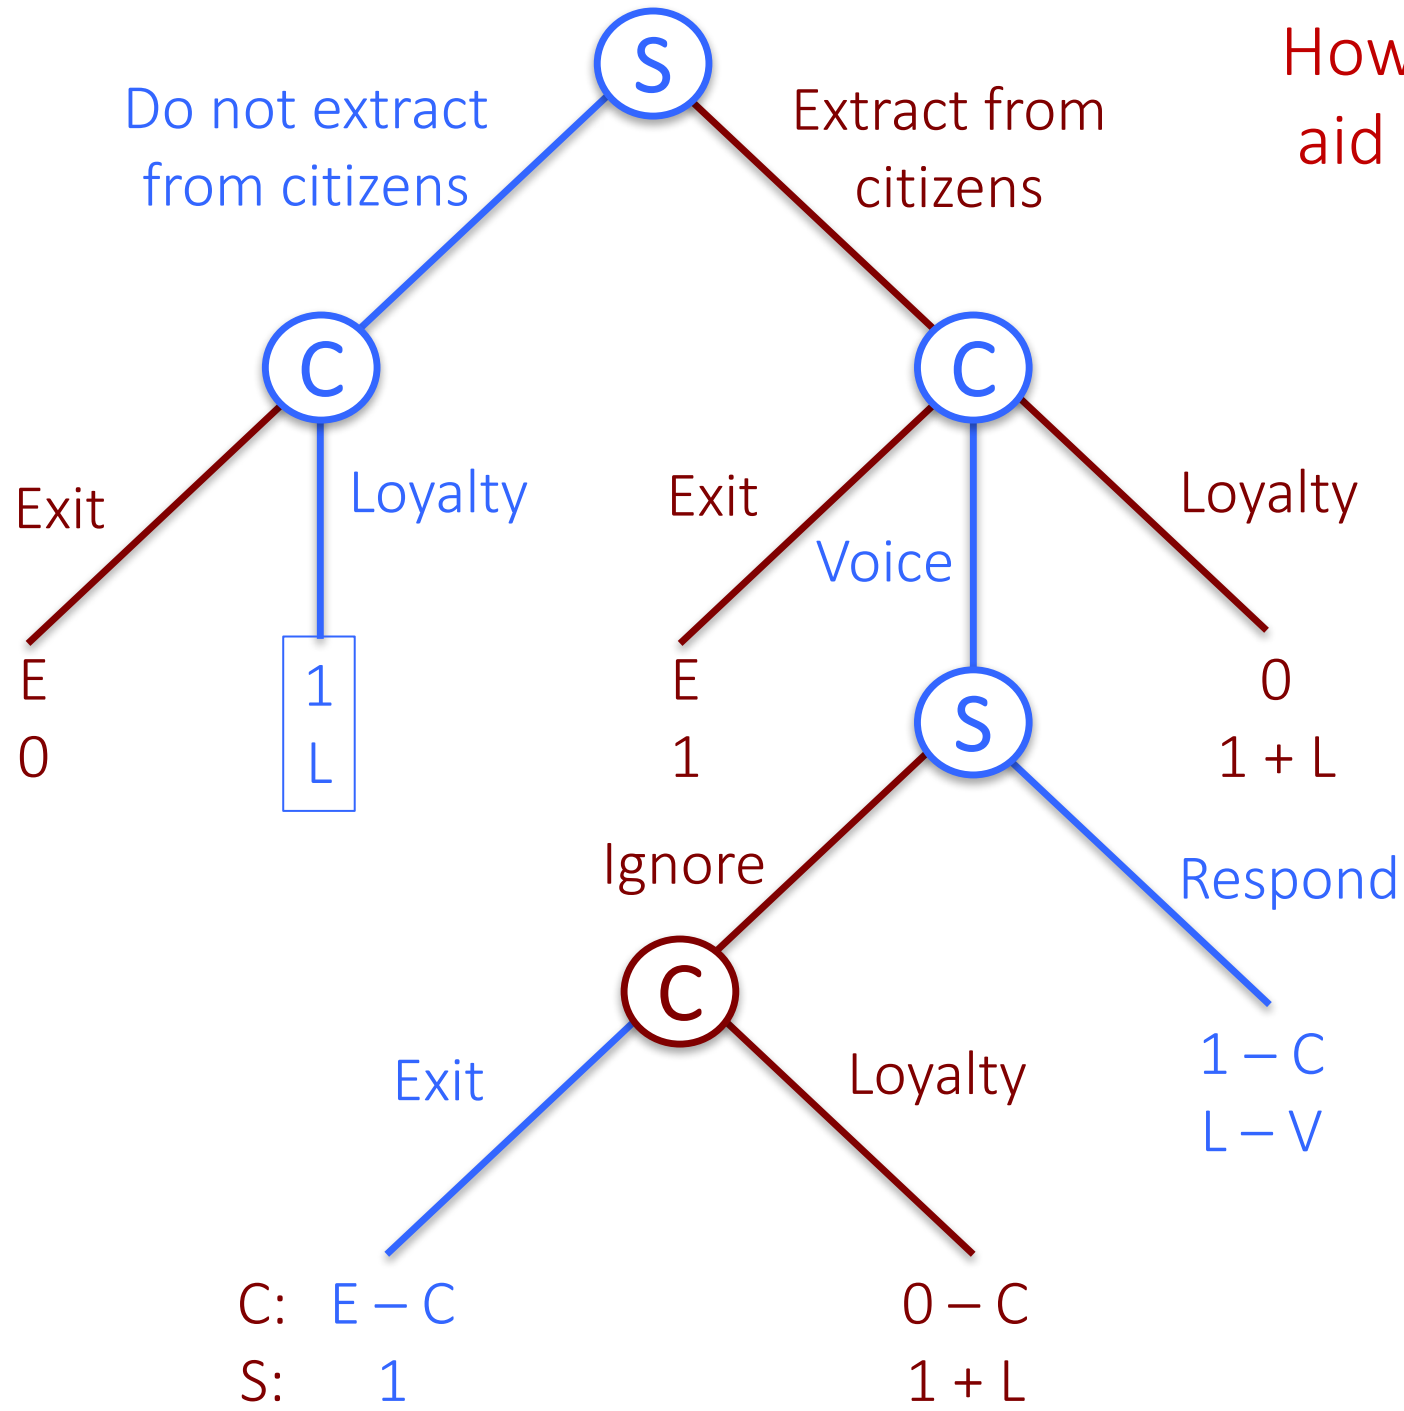 S
How
aid
Do not extract
from citizens
Extract from
citizens
C
C
Exit
Loyalty
Exit
Voice
Loyalty
E
0
1
L
E
1
S
0
1 + L
Ignore
Respond
C
Exit
Loyalty
1 – C
L – V
C: E – C
S: 1
0 – C
1 + L